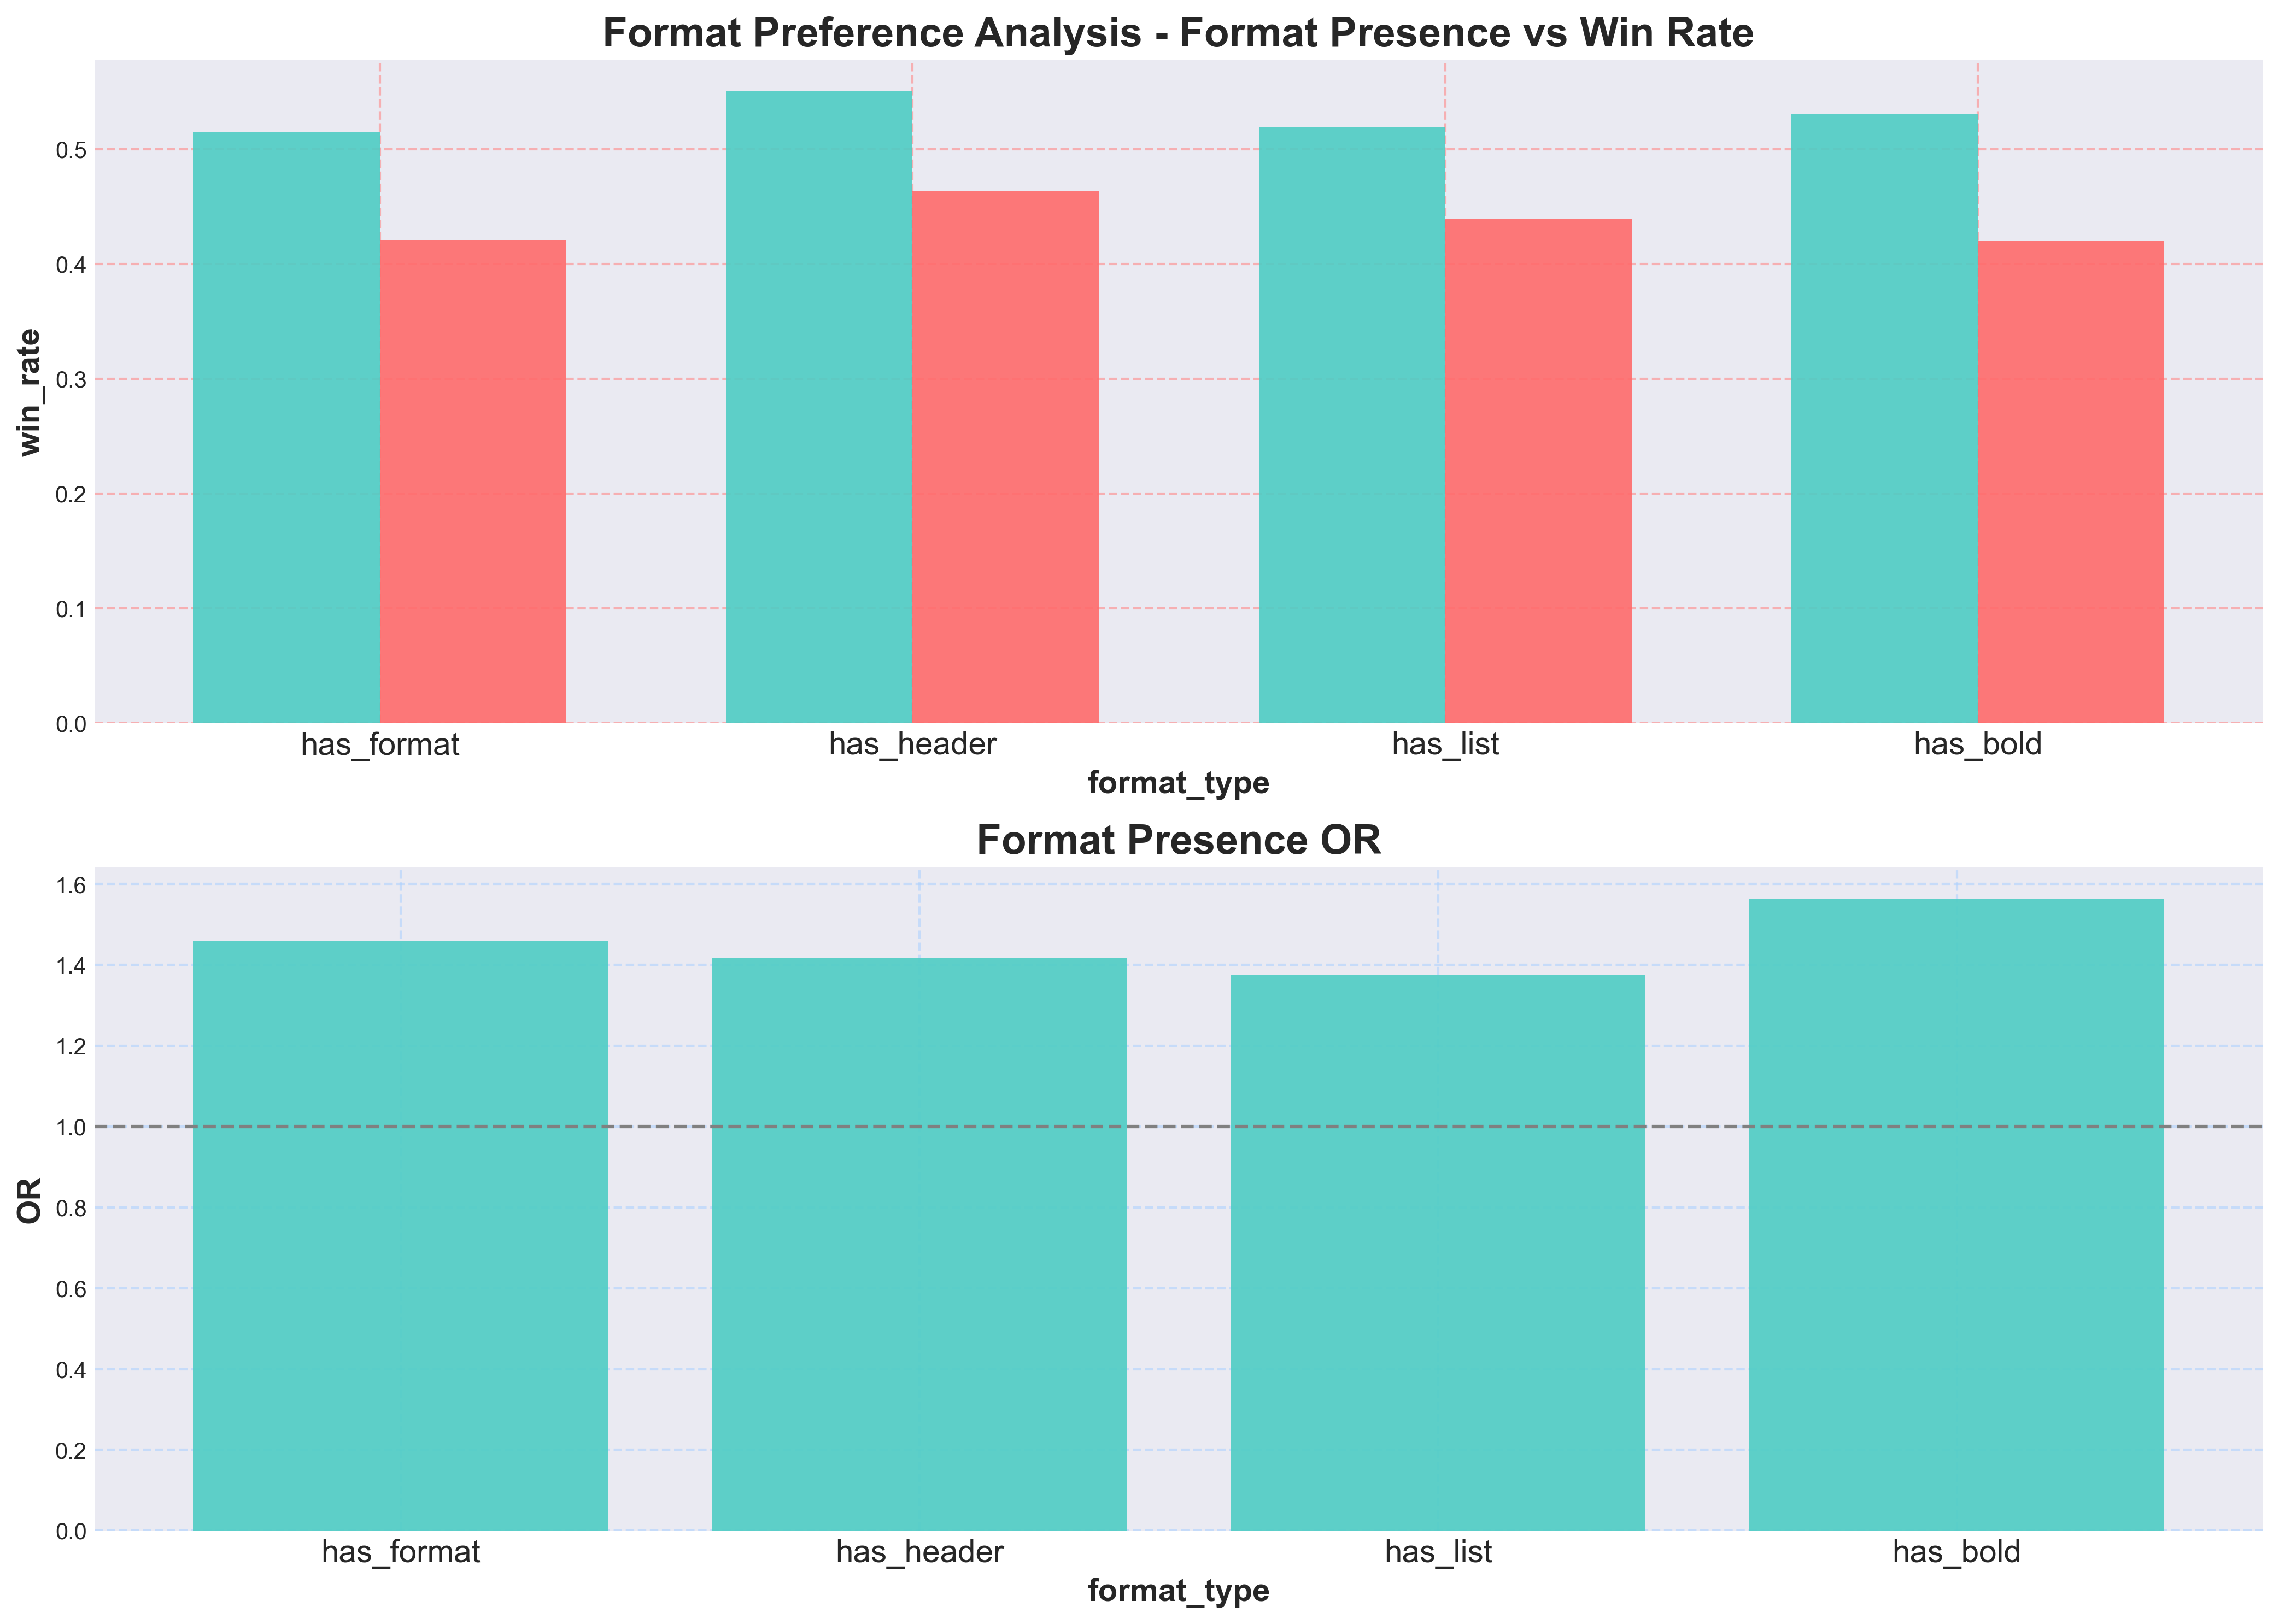 Format Preference Analysis - Format Presence vs Win Rate
win_rate
0.5
0.4
0.3
0.2
0.1
0.0
has_format has_header has_list has_bold
format_type
Format Presence OR
OR
1.6
1.4
1.2
1.0
0.8
0.6
0.4
0.2
0.0
has_format has_header has_list has_bold
format_type